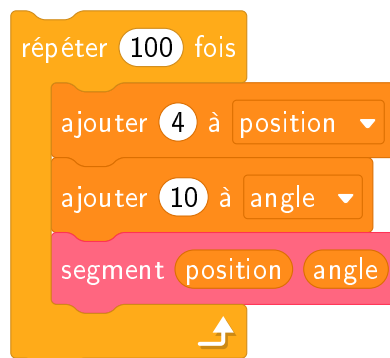 répéter 100 fois
ajouter 4 à position
ajouter 10 à angle
segment position angle